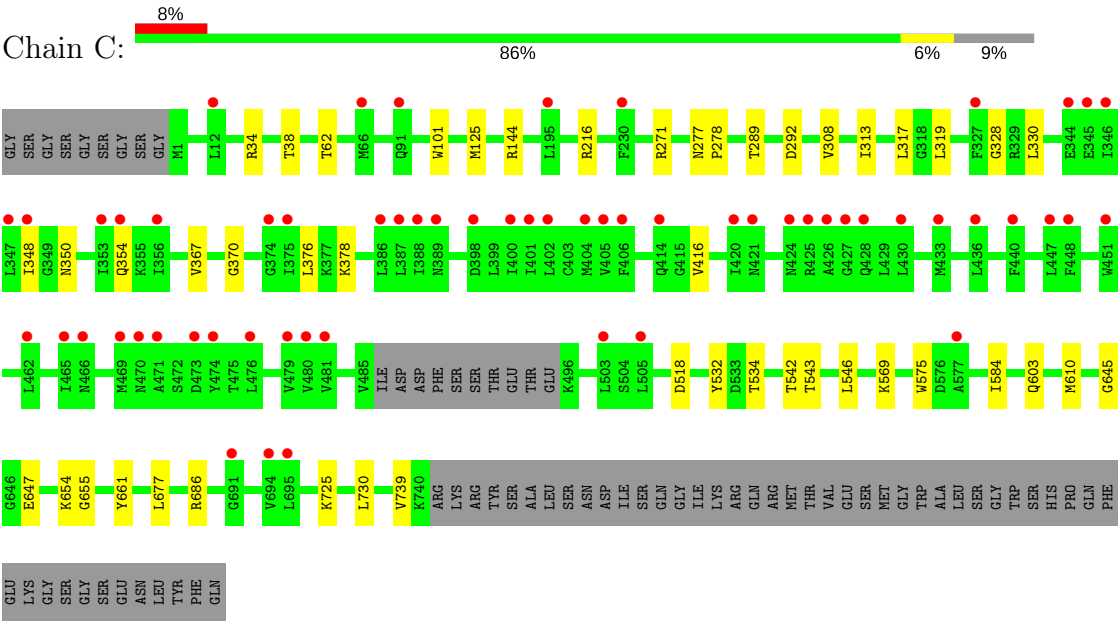 8%
Chain C:
86% 6% 9%
GLY SER GLY SER GLY SER GLY SER GLY M1 L12 R34 T38 T62 M66 Q91 W101 M125 R144 L195 R216 F230 R271 N277 P278 T289 D292 V308 I313 L317 G318 L319 F327 G328 R329 L330 E344 E345 I346
L347 I348 G349 N350 I353 Q354 K355 I356 V367 G370 G374 I375 L376 K377 K378 L386 L387 I388 N389 D398 L399 I400 I401 L402 C403 M404 V405 F406 Q414 G415 V416 I420 N421 N424 R425 A426 G427 Q428 L429 L430 M433 L436 F440 L447 F448 W451
L462 I465 N466 M469 N470 A471 S472 D473 Y474 T475 L476 V479 V480 V481 V485 ILE ASP ASP PHE SER SER THR GLU THR GLU K496 L503 S504 L505 D518 Y532 D533 T534 T542 T543 L546 K569 W575 D576 A577 I584 Q603 M610 G645
G646 E647 K654 G655 Y661 L677 R686 G691 V694 L695 K725 L730 V739 K740 ARG LYS ARG TYR SER ALA LEU SER ASN ASP ILE SER GLN GLY ILE LYS ARG GLN ARG MET THR VAL GLU SER MET GLY TRP ALA LEU SER GLY TRP SER HIS PRO GLN PHE
GLU LYS GLY SER GLY SER GLU ASN LEU TYR PHE GLN